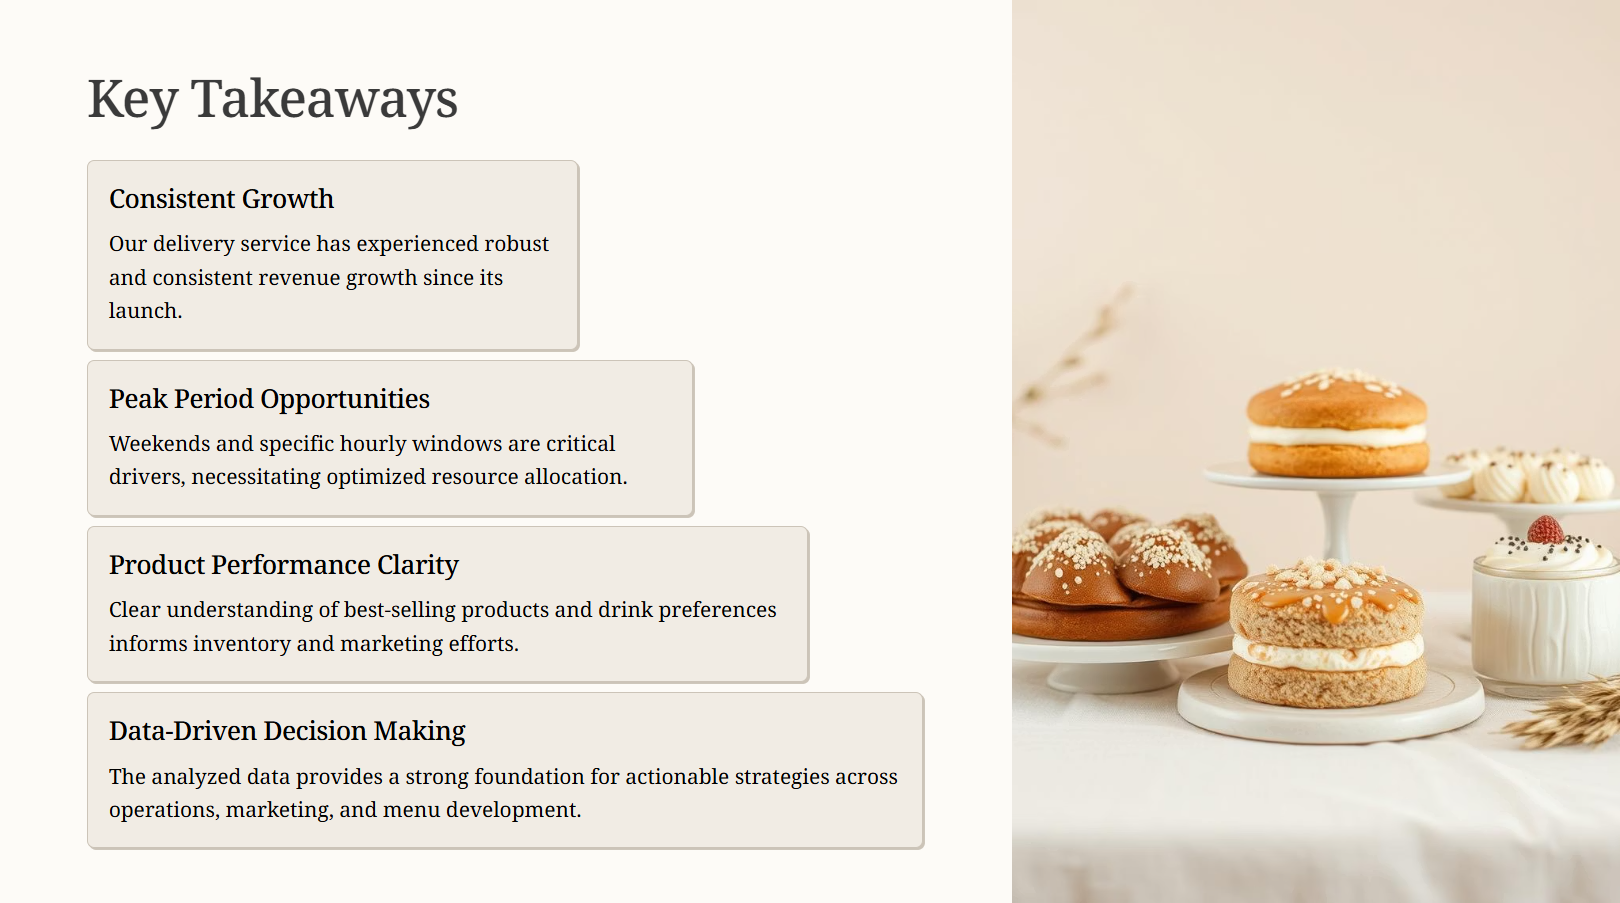 Key Takeaways
Consistent Growth
Our delivery service has experienced robust
and consistent revenue growth since its
launch.
Peak Period Opportunities
Weekends and specific hourly windows are critical
drivers, necessitating optimized resource allocation.
Product Performance Clarity
Clear understanding of best-selling products and drink preferences
informs inventory and marketing efforts.
Data-Driven Decision Making
The analyzed data provides a strong foundation for actionable strategies across
operations, marketing, and menu development.